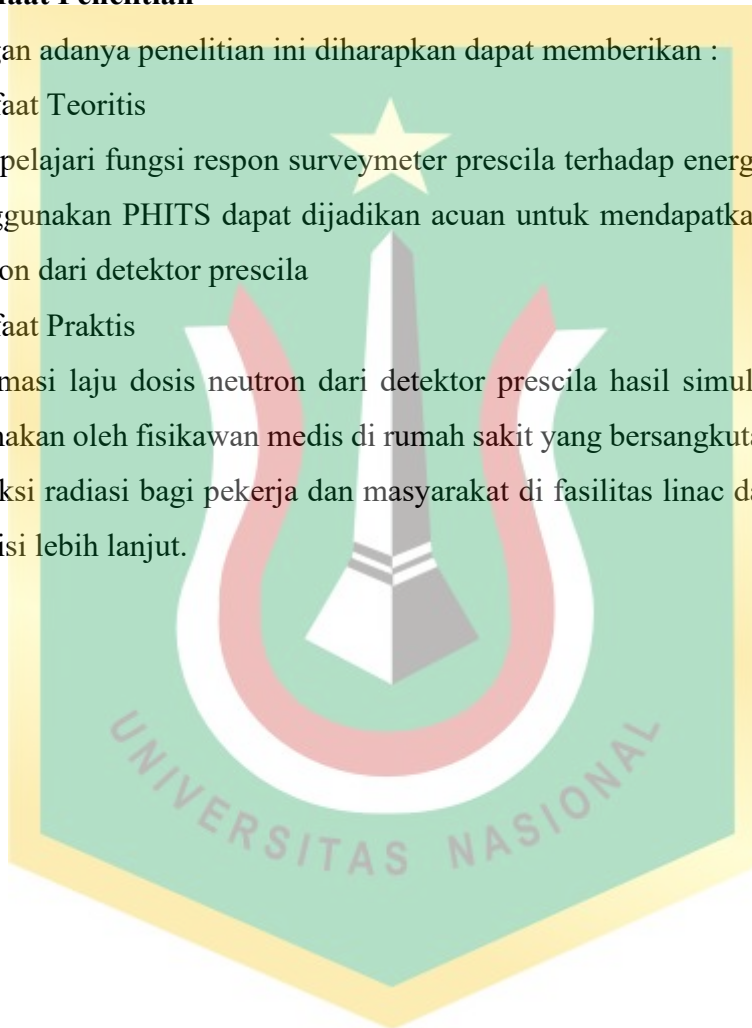 faat Penelitian
gan adanya penelitian ini diharapkan dapat memberikan :
faat Teoritis
pelajari fungsi respon surveymeter prescila terhadap energ
ggunakan PHITS dapat dijadikan acuan untuk mendapatka
on dari detektor prescila
faat Praktis
masi laju dosis neutron dari detektor prescila hasil simul
nakan oleh fisikawan medis di rumah sakit yang bersangkuta
ksi radiasi bagi pekerja dan masyarakat di fasilitas linac da
isi lebih lanjut.
UNIVERSITAS NASIONAL